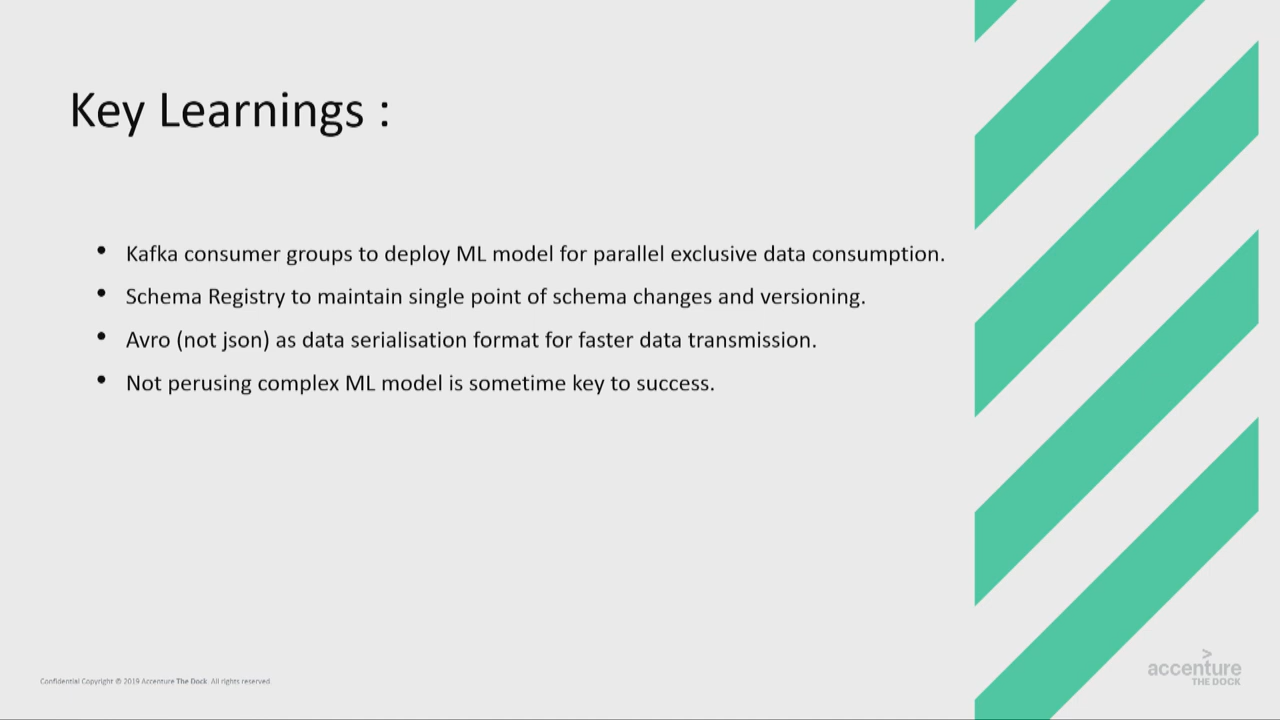 Key Learnings :
• Kafka consumer groups to deploy ML model for parallel exclusive data consumption.
• Schema Registry to maintain single point of schema changes and versioning.
• Avro (not json) as data serialisation format for faster data transmission.
• Not perusing complex ML model is sometime key to success.
Confidential Copyright © 2019 Accenture The Dock. All rights reserved.
>
accenture
THE DOCK